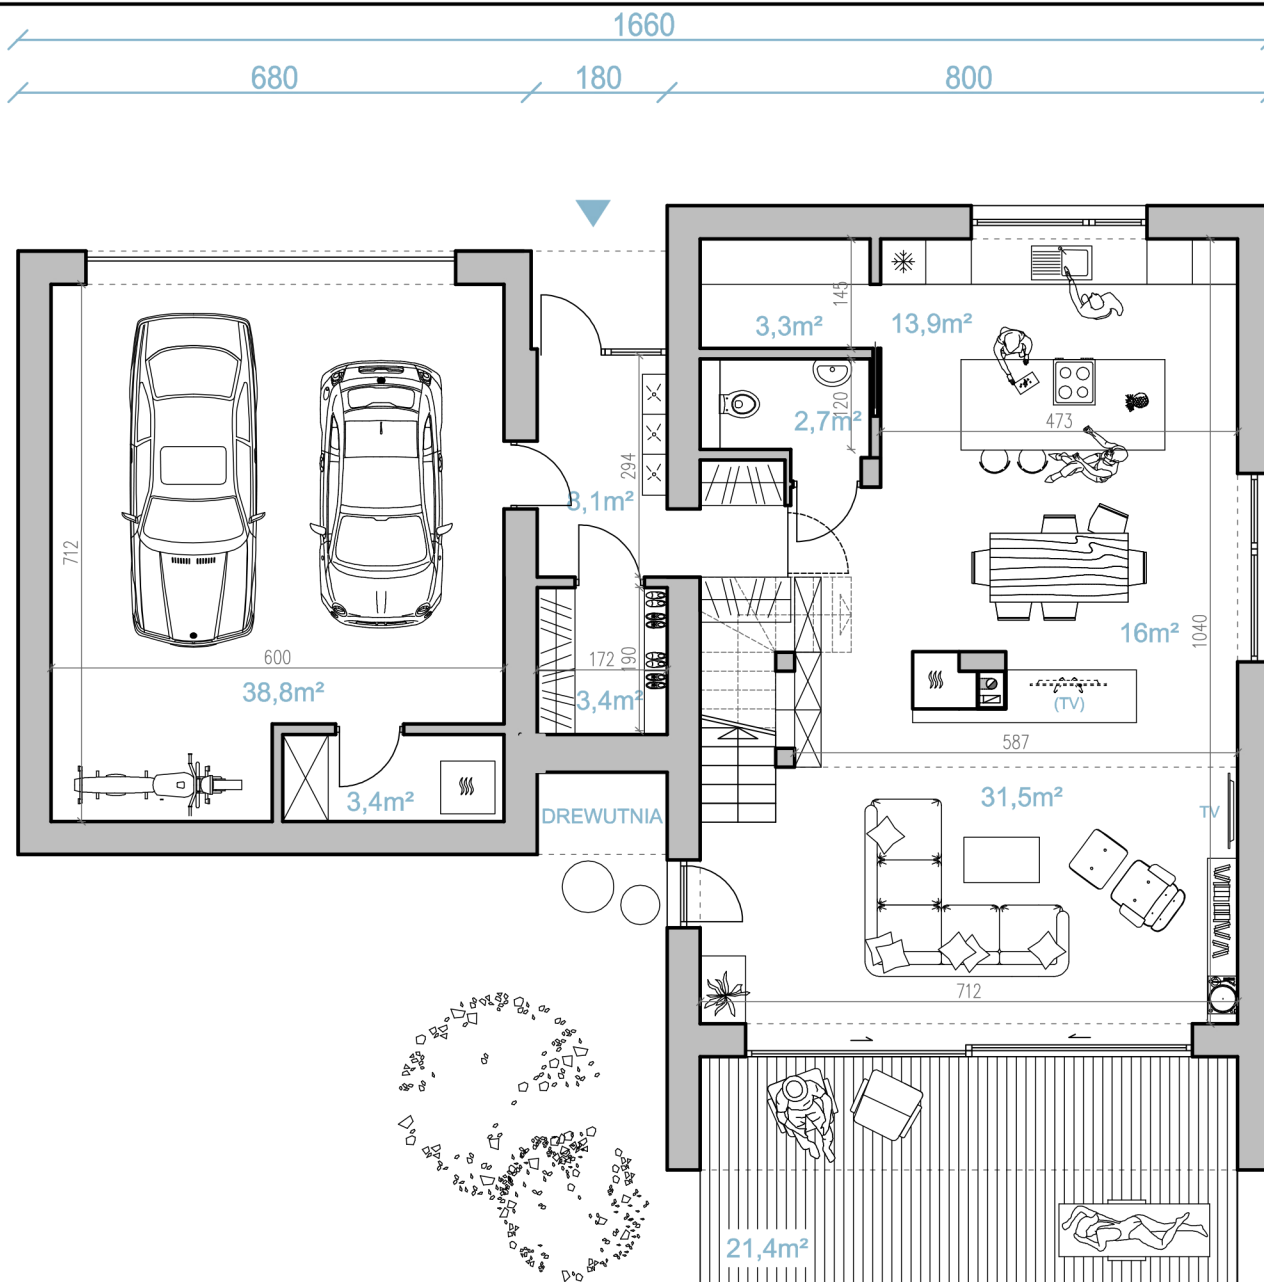 1660
680 180 800
145
3,3m²
13,9m²
120
2,7m²
473
294
8,1m²
712
16m²
1040
600
172
190
38,8m²
3,4m²
(TV)
587
3,4m²
DREWUTNIA
31,5m²
TV
712
21,4m²